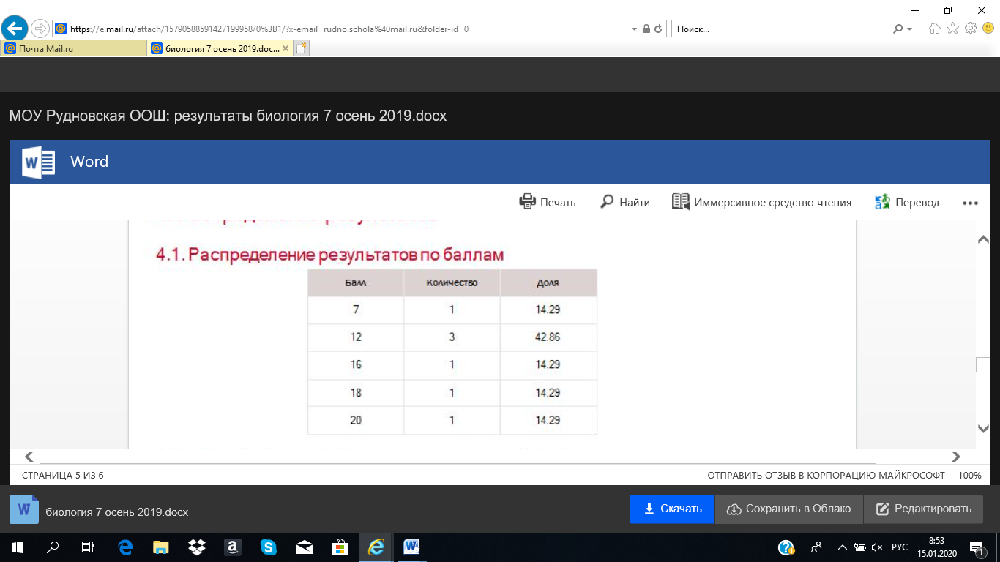 https://e.mail.ru/attach/15790588591427199958/0%3B1/?x-email=rudno.schola%40mail.ru&folder-id=0
Поиск...
Почта Mail.ru
биология 7 осень 2019.doc...
МОУ Рудновская ООШ: результаты биология 7 осень 2019.docx
W Word
Печать Найти Иммерсивное средство чтения Перевод
4.1. Распределение результатов по баллам
Балл Количество Доля
7 1 14.29
12 3 42.86
16 1 14.29
18 1 14.29
20 1 14.29
СТРАНИЦА 5 ИЗ 6 ОТПРАВИТЬ ОТЗЫВ В КОРПОРАЦИЮ МАЙКРОСОФТ 100%
W биология 7 осень 2019.docx Скачать Сохранить в Облако Редактировать
РУС 8:53
15.01.2020 1